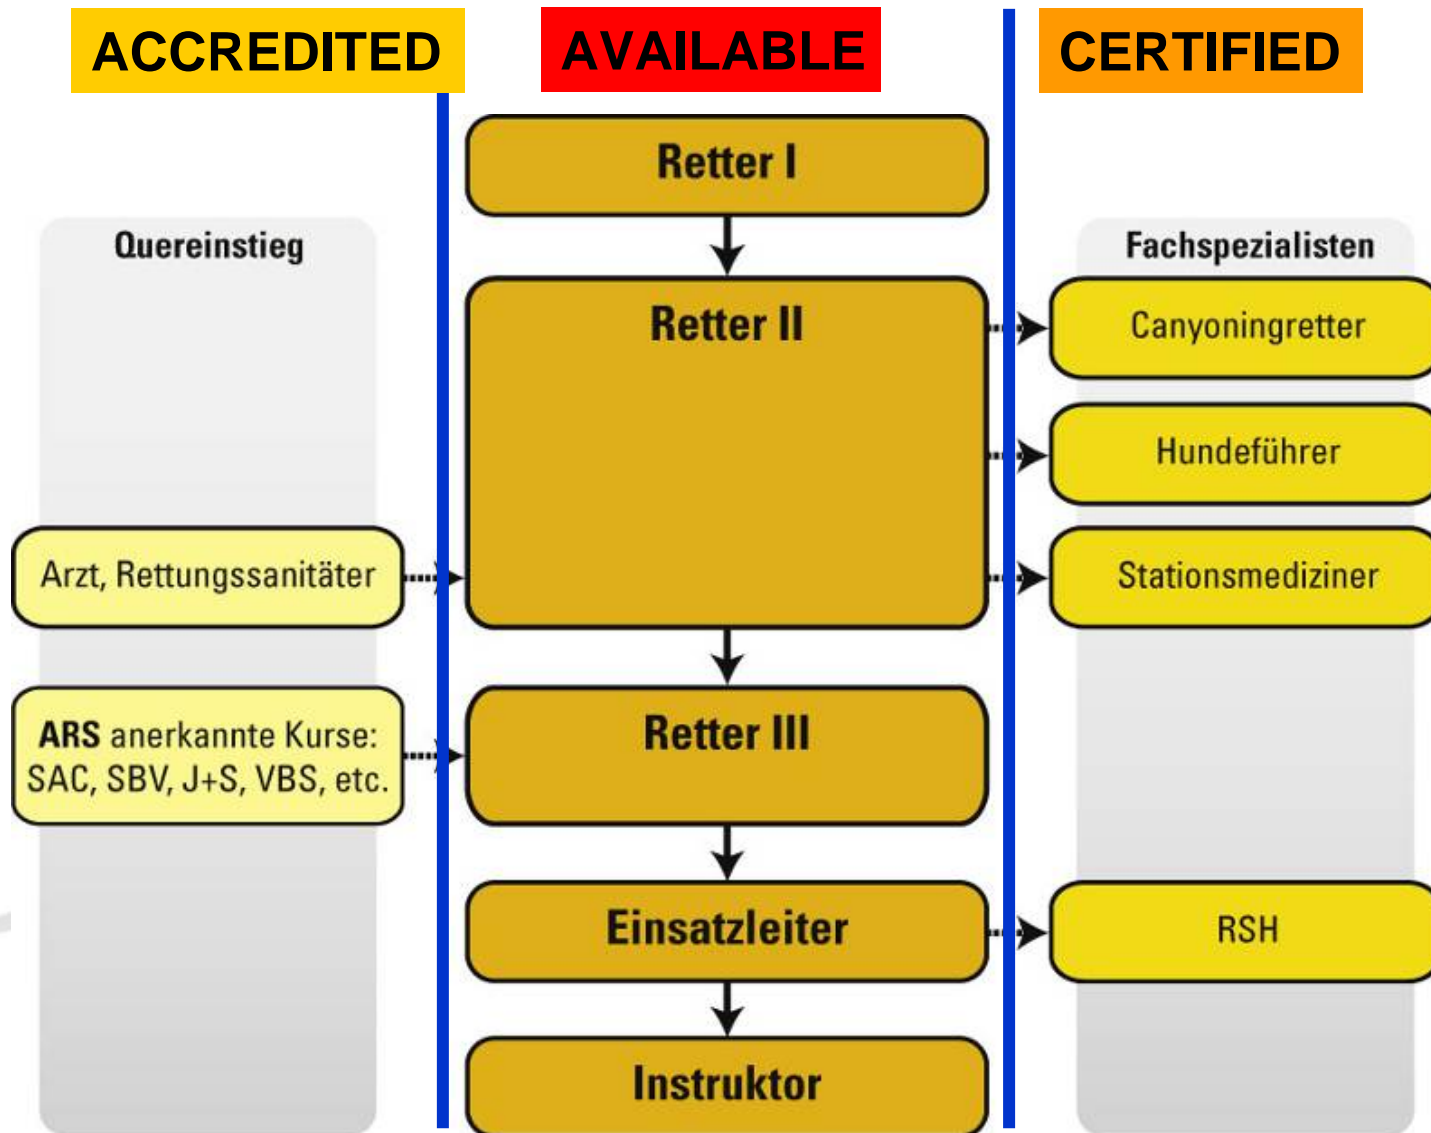 ACCREDITED
AVAILABLE
CERTIFIED
Retter I
Quereinstieg
Fachspezialisten
Retter II
Canyoningretter
Hundeführer
Arzt, Rettungssanitäter
Stationsmediziner
ARS anerkannte Kurse:
SAC, SBV, J+S, VBS, etc.
Retter III
Einsatzleiter
RSH
Instruktor